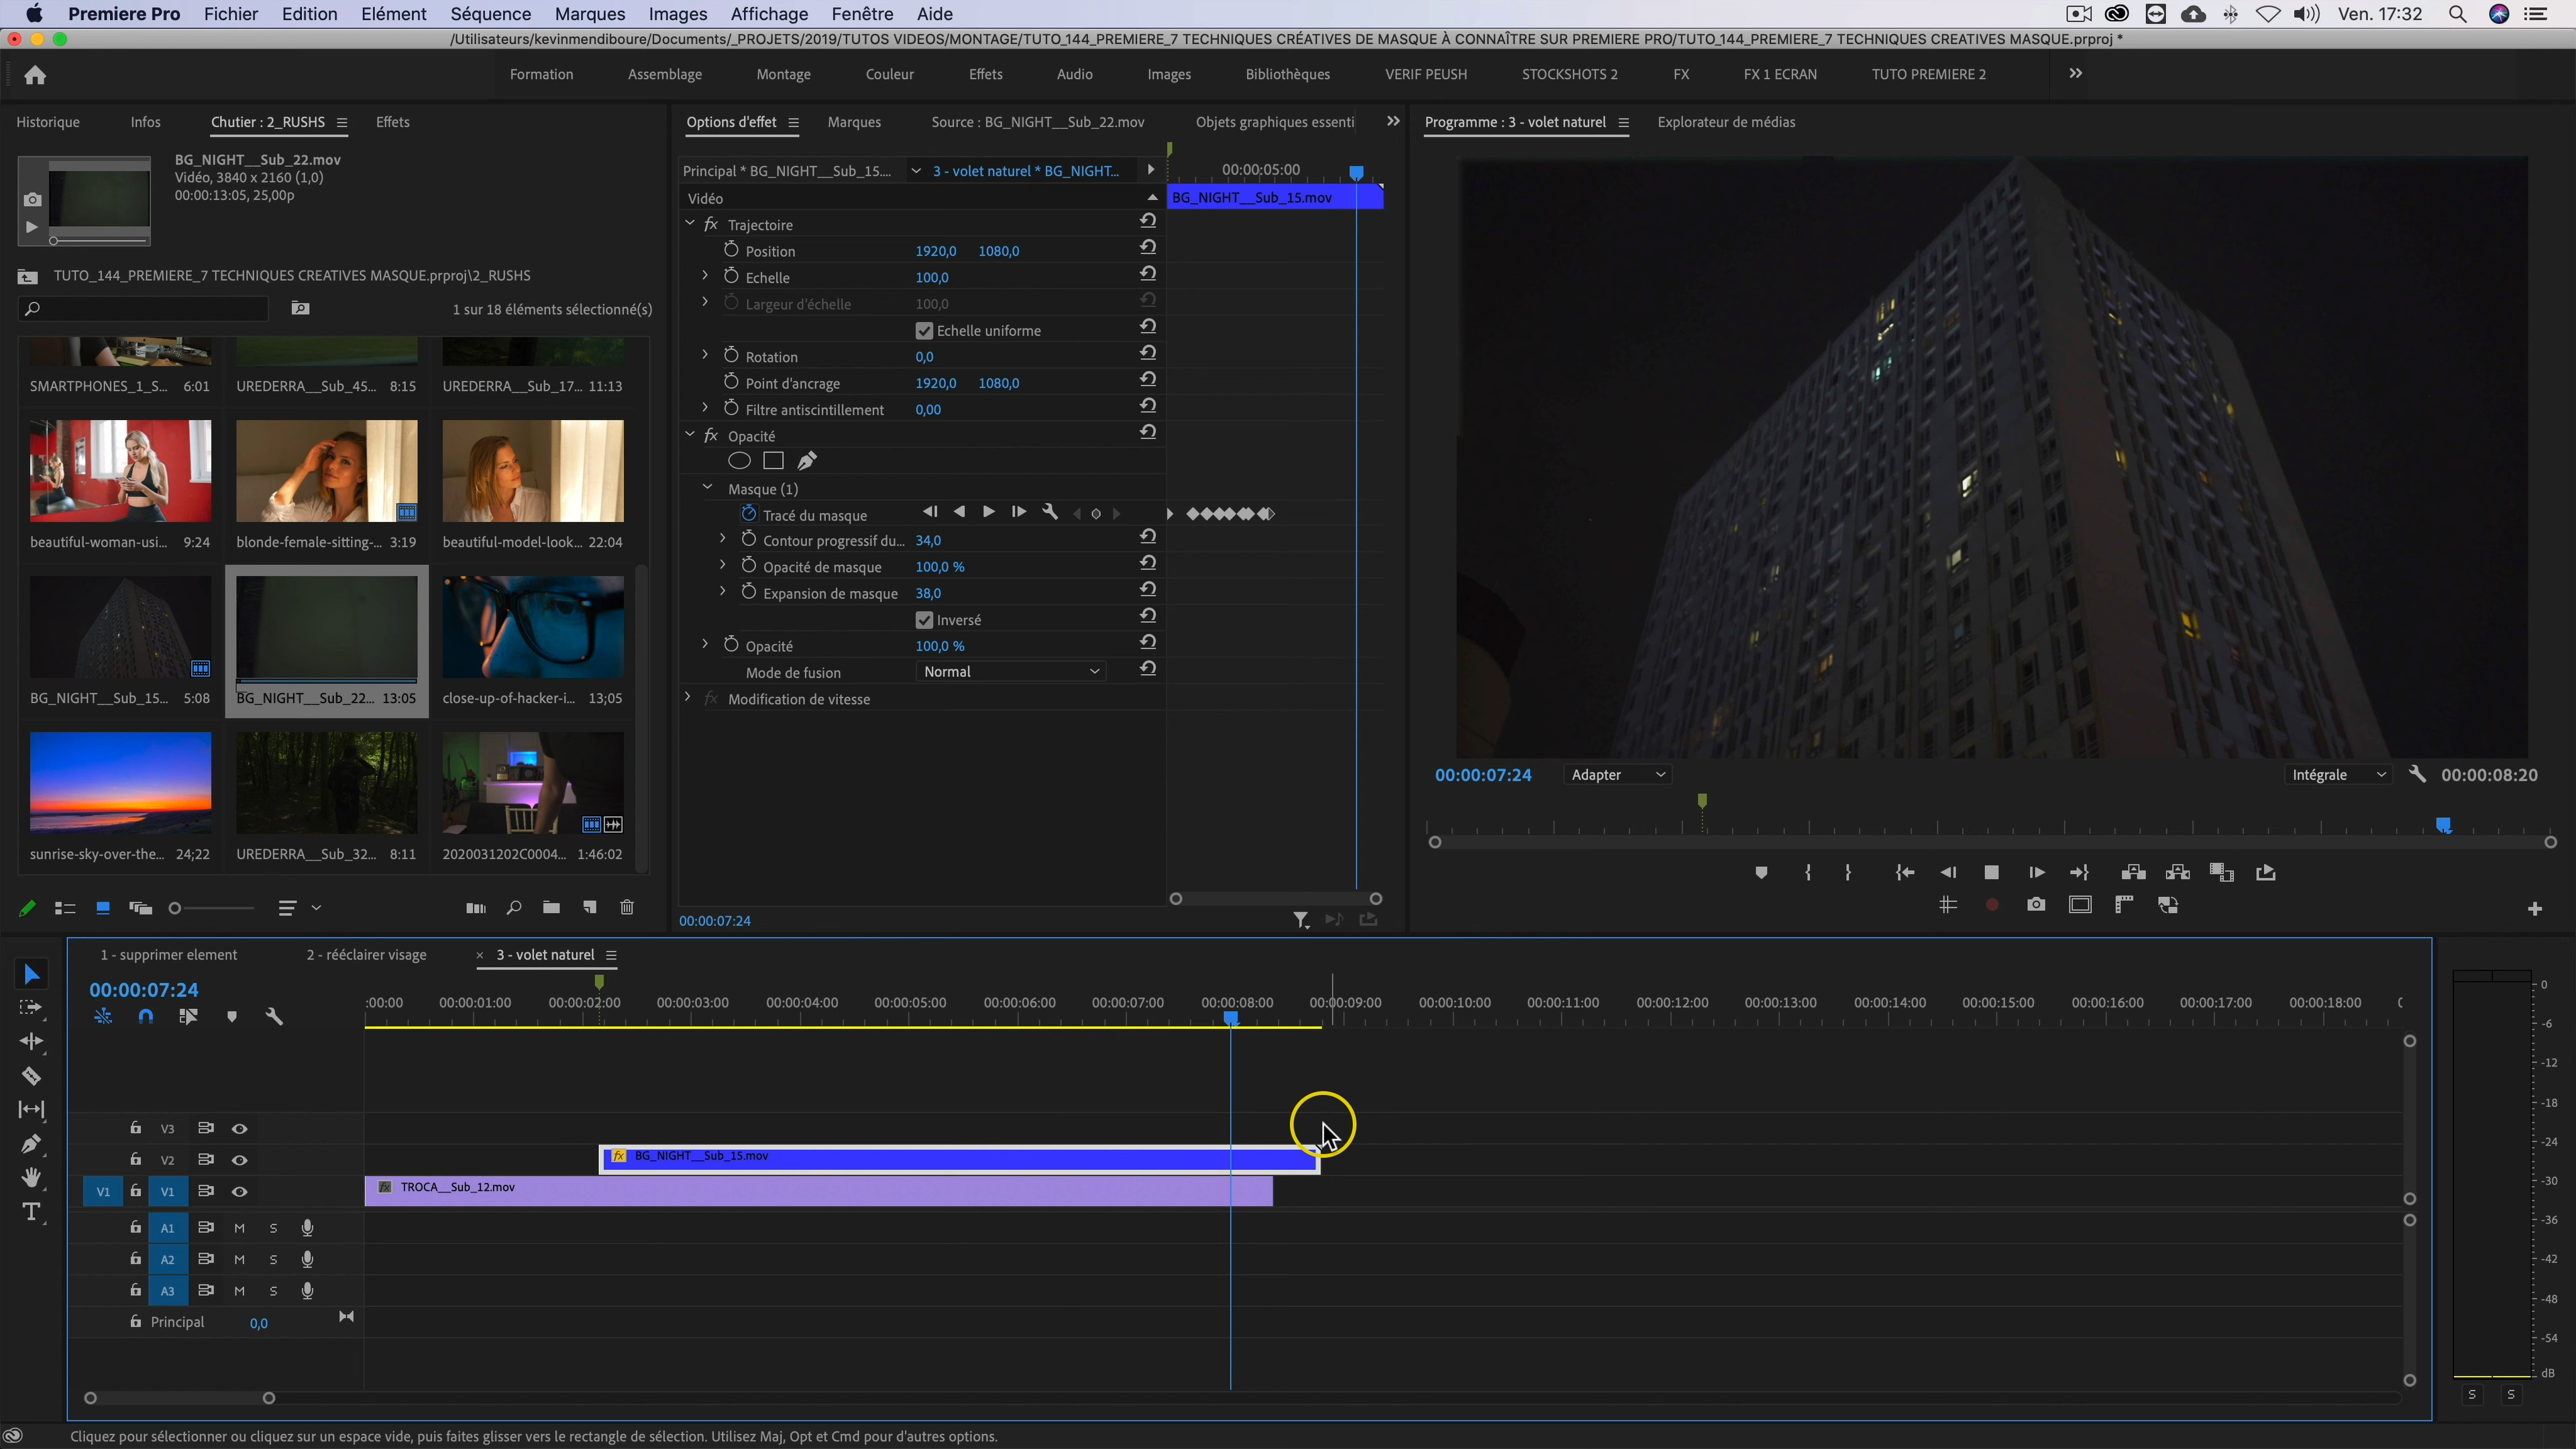 Premiere Pro Fichier Edition Elément Séquence Marques Images Affichage Fenêtre Aide Ven. 17:32
/Utilisateurs/kevinmendiboure/Documents/_PROJETS/2019/TUTOS VIDEOS/MONTAGE/TUTO_144_PREMIERE_7 TECHNIQUES CRÉATIVES DE MASQUE À CONNAÎTRE SUR PREMIERE PRO/TUTO_144_PREMIERE_7 TECHNIQUES CREATIVES MASQUE.prproj *
Formation Assemblage Montage Couleur Effets Audio Images Bibliothèques VERIF PEUSH STOCKSHOTS 2 FX FX 1 ECRAN TUTO PREMIERE 2
Historique Infos Chutier : 2_RUSHS Effets
BG_NIGHT__Sub_22.mov
Vidéo, 3840 x 2160 (1,0)
00:00:13:05, 25,00p
TUTO_144_PREMIERE_7 TECHNIQUES CREATIVES MASQUE.prproj\2_RUSHS
1 sur 18 éléments sélectionné(s)
SMARTPHONES_1_S... 6:01 UREDERRA__Sub_45... 8:15 UREDERRA__Sub_17... 11:13
beautiful-woman-usi... 9:24 blonde-female-sitting-... 3:19 beautiful-model-look... 22:04
BG_NIGHT__Sub_15... 5:08 BG_NIGHT__Sub_22... 13:05 close-up-of-hacker-i... 13;05
sunrise-sky-over-the... 24;22 UREDERRA__Sub_32... 8:11 2020031202C0004... 1:46:02
Options d'effet Marques Source : BG_NIGHT__Sub_22.mov Objets graphiques essenti
Principal * BG_NIGHT__Sub_15.... 3 - volet naturel * BG_NIGHT... 00:00:05:00
Vidéo BG_NIGHT__Sub_15.mov
fx Trajectoire
Position 1920,0 1080,0
Echelle 100,0
Largeur d'échelle 100,0
Echelle uniforme
Rotation 0,0
Point d'ancrage 1920,0 1080,0
Filtre antiscintillement 0,00
fx Opacité
Masque (1)
Tracé du masque
Contour progressif du... 34,0
Opacité de masque 100,0 %
Expansion de masque 38,0
Inversé
Opacité 100,0 %
Mode de fusion Normal
fx Modification de vitesse
00:00:07:24
Programme : 3 - volet naturel Explorateur de médias
00:00:07:24 Adapter Intégrale 00:00:08:20
1 - supprimer element 2 - rééclairer visage × 3 - volet naturel
00:00:07:24
:00:00 00:00:01:00 00:00:02:00 00:00:03:00 00:00:04:00 00:00:05:00 00:00:06:00 00:00:07:00 00:00:08:00 00:00:09:00 00:00:10:00 00:00:11:00 00:00:12:00 00:00:13:00 00:00:14:00 00:00:15:00 00:00:16:00 00:00:17:00 00:00:18:00
V3
V2 fx BG_NIGHT__Sub_15.mov
V1 V1 fx TROCA__Sub_12.mov
A1 M S
A2 M S
A3 M S
Principal 0,0
0
-6
-12
-18
-24
-30
-36
-42
-48
-54
dB
S S
Cliquez pour sélectionner ou cliquez sur un espace vide, puis faites glisser vers le rectangle de sélection. Utilisez Maj, Opt et Cmd pour d'autres options.